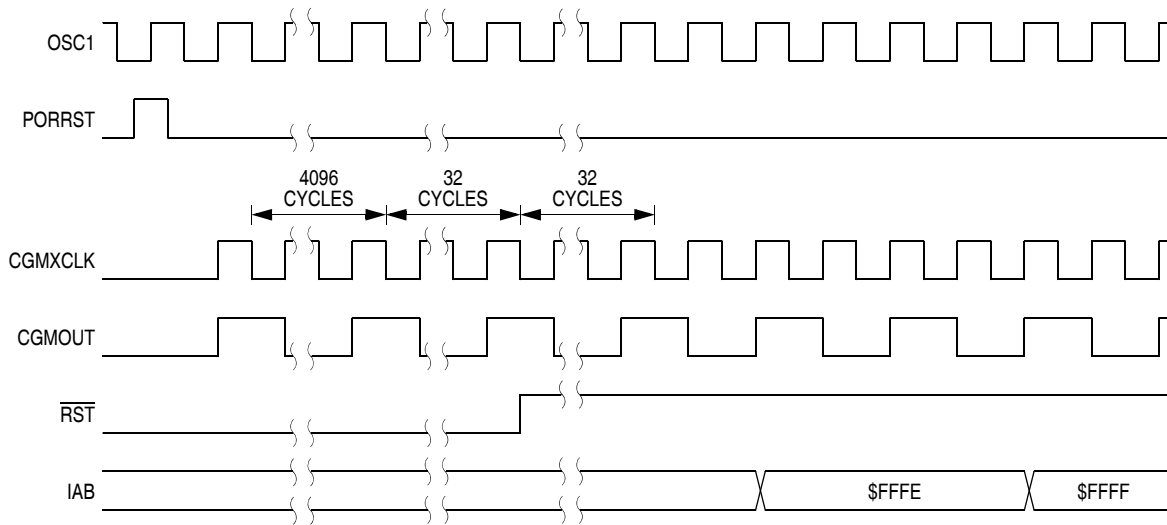 OSC1
PORRST
4096
CYCLES
32
CYCLES
32
CYCLES
CGMXCLK
CGMOUT
RST
IAB
$FFFE
$FFFF